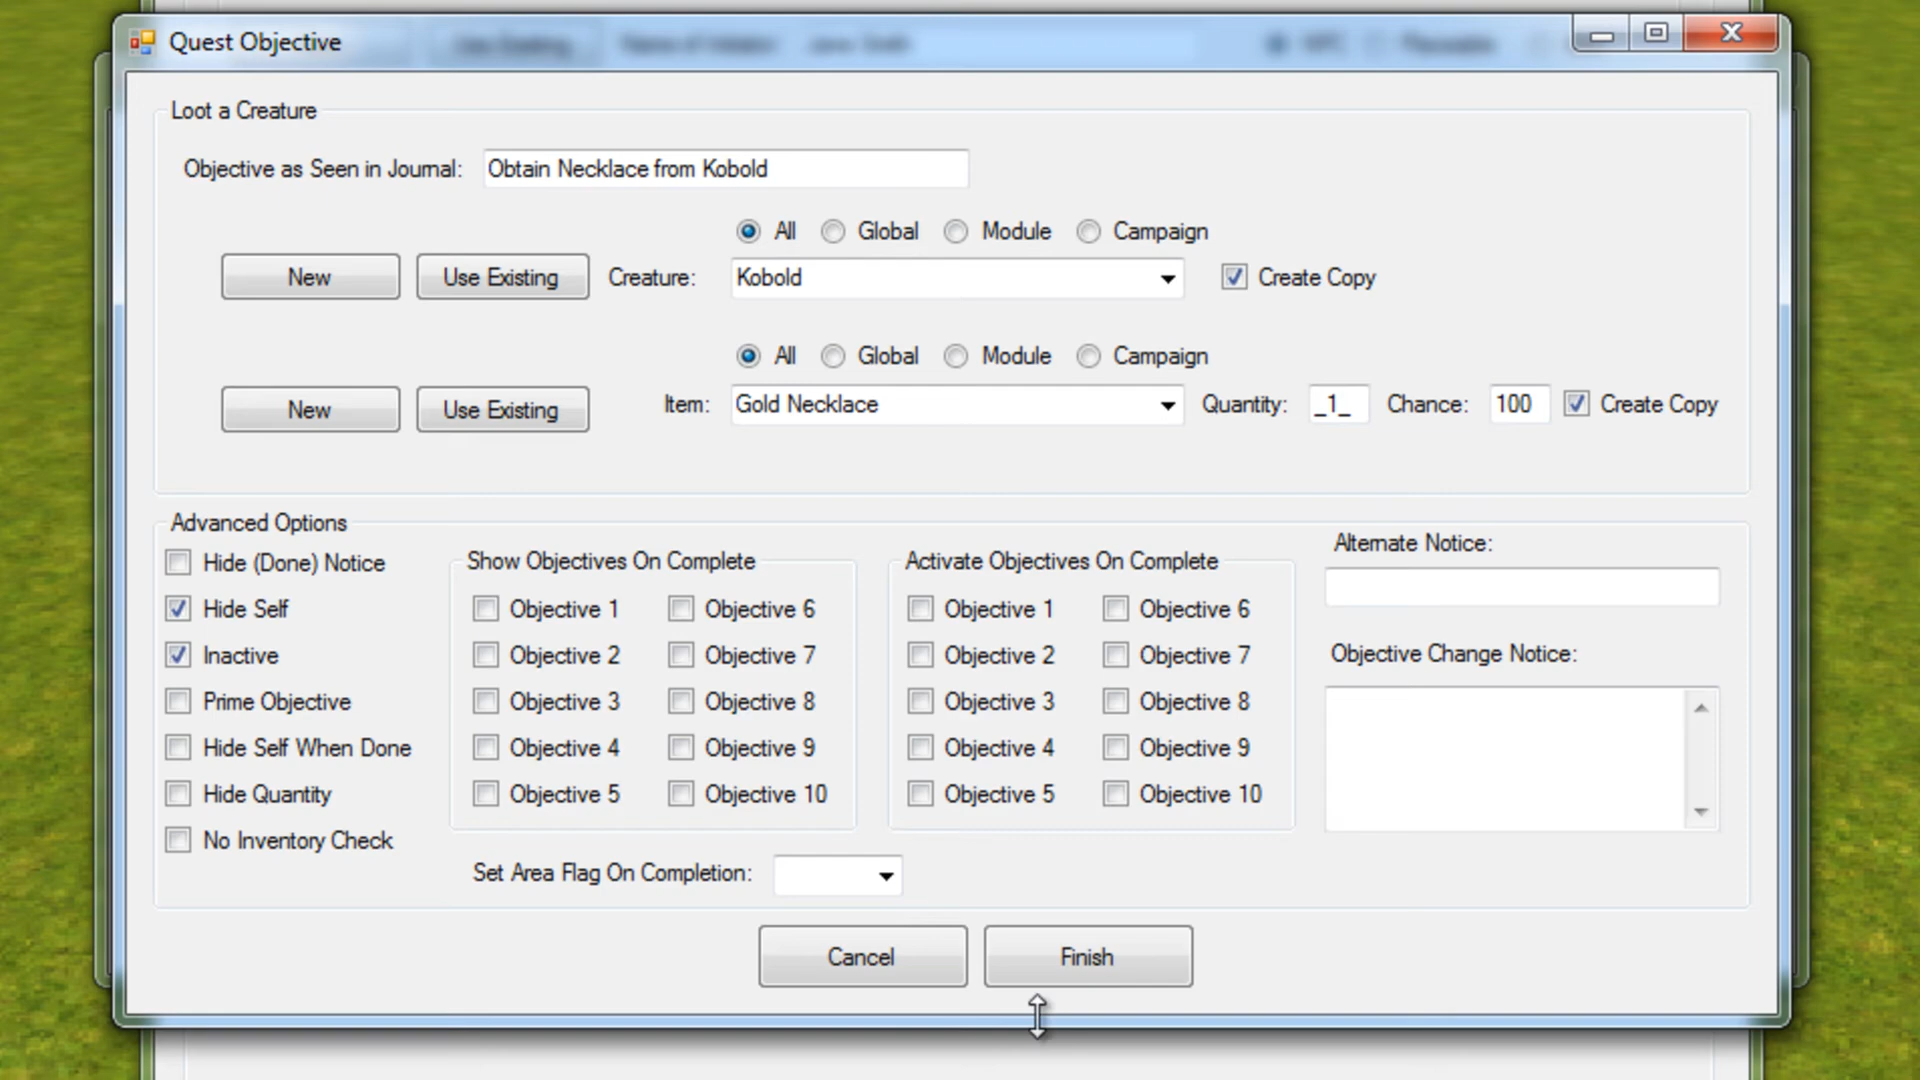 Quest Objective
Loot a Creature
Objective as Seen in Journal: Obtain Necklace from Kobold
All Global Module Campaign
New Use Existing Creature: Kobold Create Copy
All Global Module Campaign
New Use Existing Item: Gold Necklace Quantity: _1_ Chance: 100 Create Copy
Advanced Options
Hide (Done) Notice
Hide Self
Inactive
Prime Objective
Hide Self When Done
Hide Quantity
No Inventory Check
Show Objectives On Complete
Objective 1 Objective 6
Objective 2 Objective 7
Objective 3 Objective 8
Objective 4 Objective 9
Objective 5 Objective 10
Activate Objectives On Complete
Objective 1 Objective 6
Objective 2 Objective 7
Objective 3 Objective 8
Objective 4 Objective 9
Objective 5 Objective 10
Alternate Notice:
Objective Change Notice:
Set Area Flag On Completion:
Cancel Finish